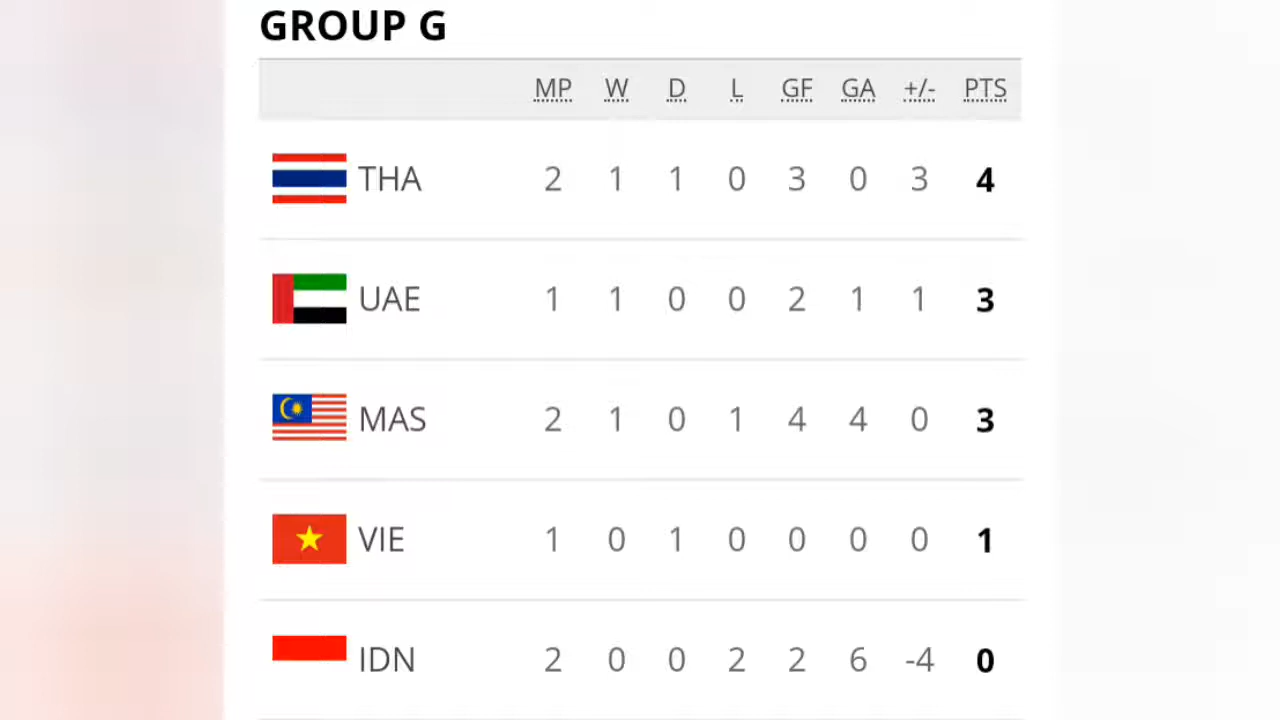 GROUP G
MP W D L GF GA +/- PTS
THA 2 1 1 0 3 0 3 4
UAE 1 1 0 0 2 1 1 3
MAS 2 1 0 1 4 4 0 3
VIE 1 0 1 0 0 0 0 1
IDN 2 0 0 2 2 6 -4 0